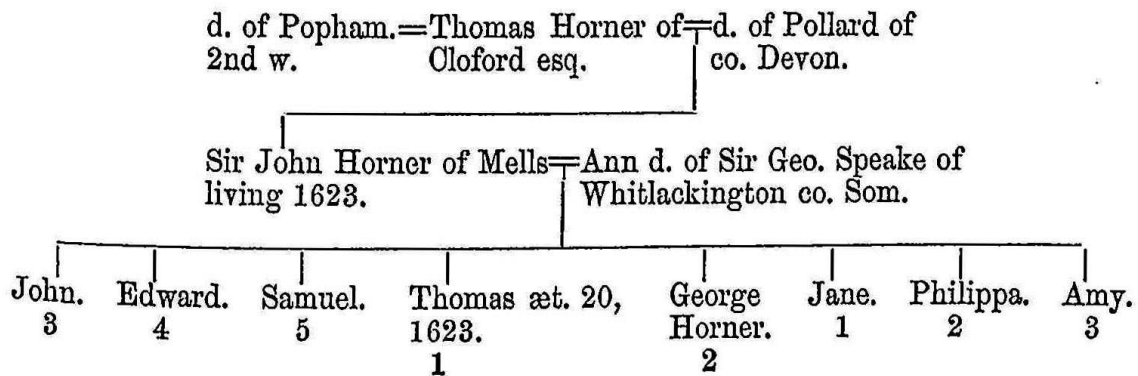 d. of Popham.=Thomas Horner of=d. of Pollard of
2nd w. Cloford esq. co. Devon.
Sir John Horner of Mells=Ann d. of Sir Geo. Speake of
living 1623. Whitlackington co. Som.
John. Edward. Samuel. Thomas æt. 20, George Jane. Philippa. Amy.
3 4 5 1623. Horner. 1 2 3
1 2